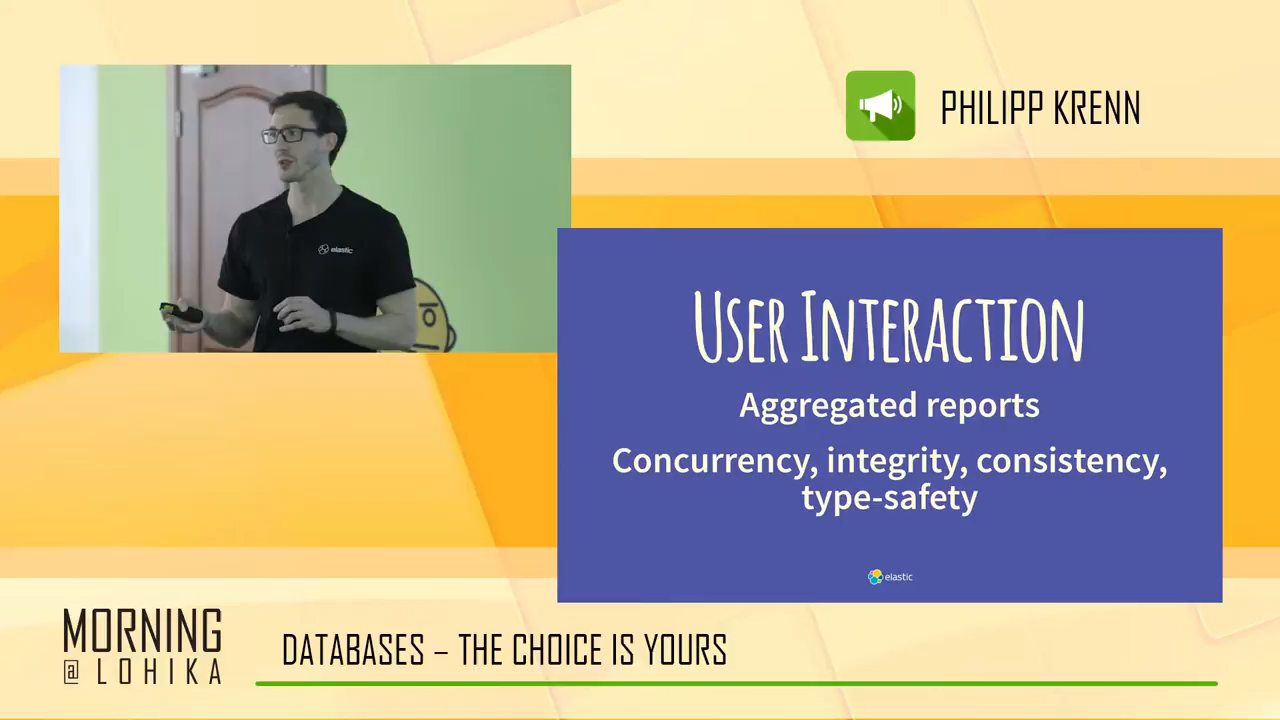 PHILIPP KRENN
elastic
USER INTERACTION
Aggregated reports
Concurrency, integrity, consistency,
type-safety
elastic
MORNING
@ LOHIKA
DATABASES – THE CHOICE IS YOURS